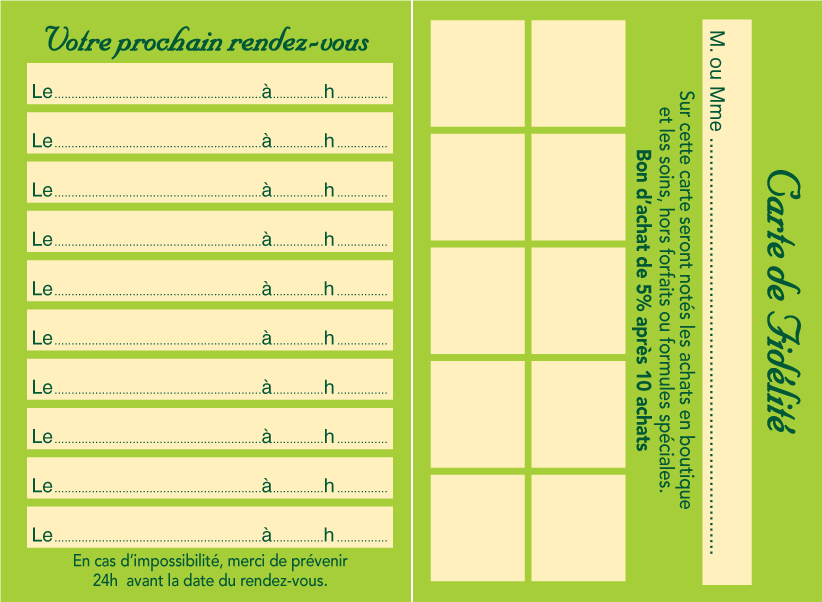 Votre prochain rendez-vous
Le........................................................à..............h..............
Le........................................................à..............h..............
Le........................................................à..............h..............
Le........................................................à..............h..............
Le........................................................à..............h..............
Le........................................................à..............h..............
Le........................................................à..............h..............
Le........................................................à..............h..............
Le........................................................à..............h..............
Le........................................................à..............h..............
En cas d’impossibilité, merci de prévenir
24h avant la date du rendez-vous.
Carte de Fidélité
M. ou Mme ........................................................................
Sur cette carte seront notés les achats en boutique
et les soins, hors forfaits ou formules spéciales.
Bon d’achat de 5% après 10 achats